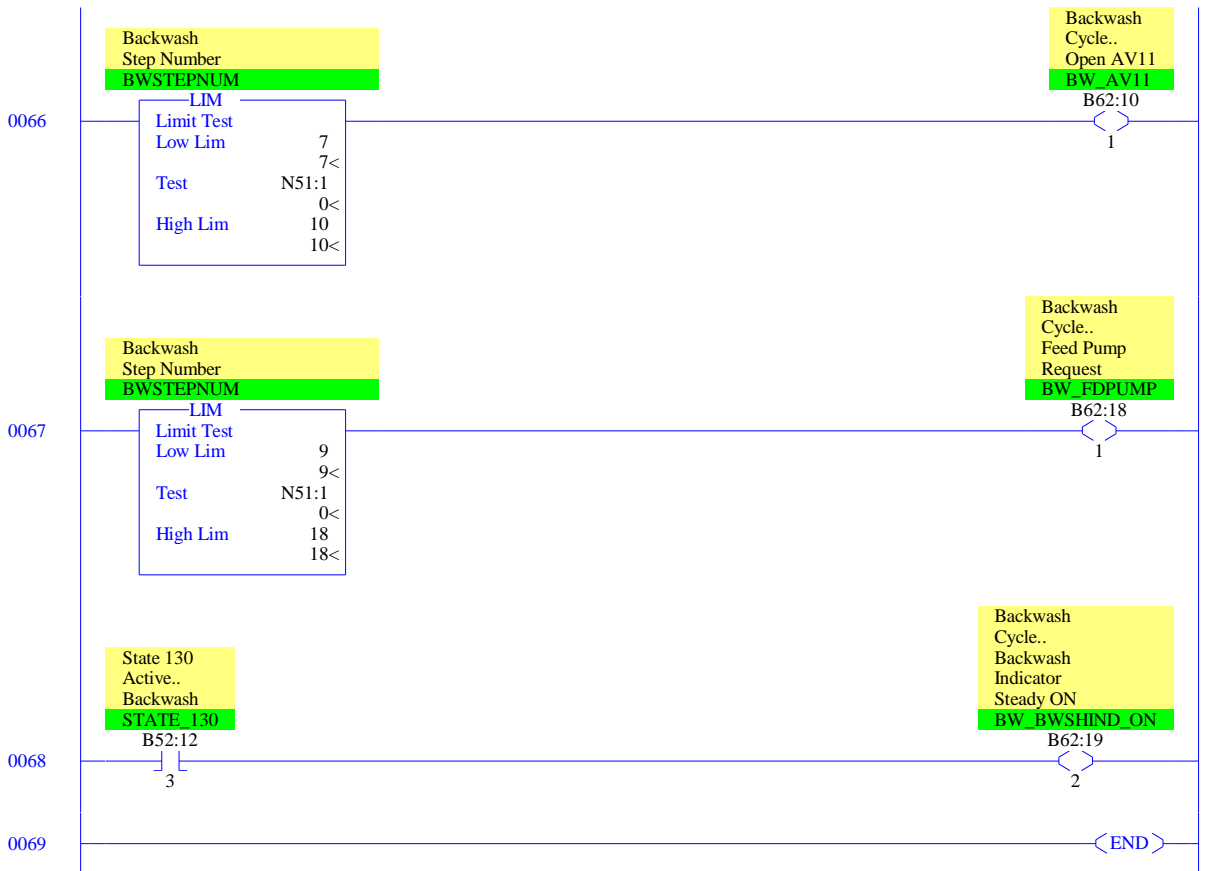 Backwash
Step Number
BWSTEPNUM
Backwash
Cycle..
Open AV11
BW_AV11
B62:10
0066
LIM
Limit Test
Low Lim 7
7<
Test N51:1
0<
High Lim 10
10<
1
Backwash
Step Number
BWSTEPNUM
Backwash
Cycle..
Feed Pump
Request
BW_FDPUMP
B62:18
0067
LIM
Limit Test
Low Lim 9
9<
Test N51:1
0<
High Lim 18
18<
1
State 130
Active..
Backwash
STATE_130
B52:12
3
Backwash
Cycle..
Backwash
Indicator
Steady ON
BW_BWSHIND_ON
B62:19
0068
2
0069
END